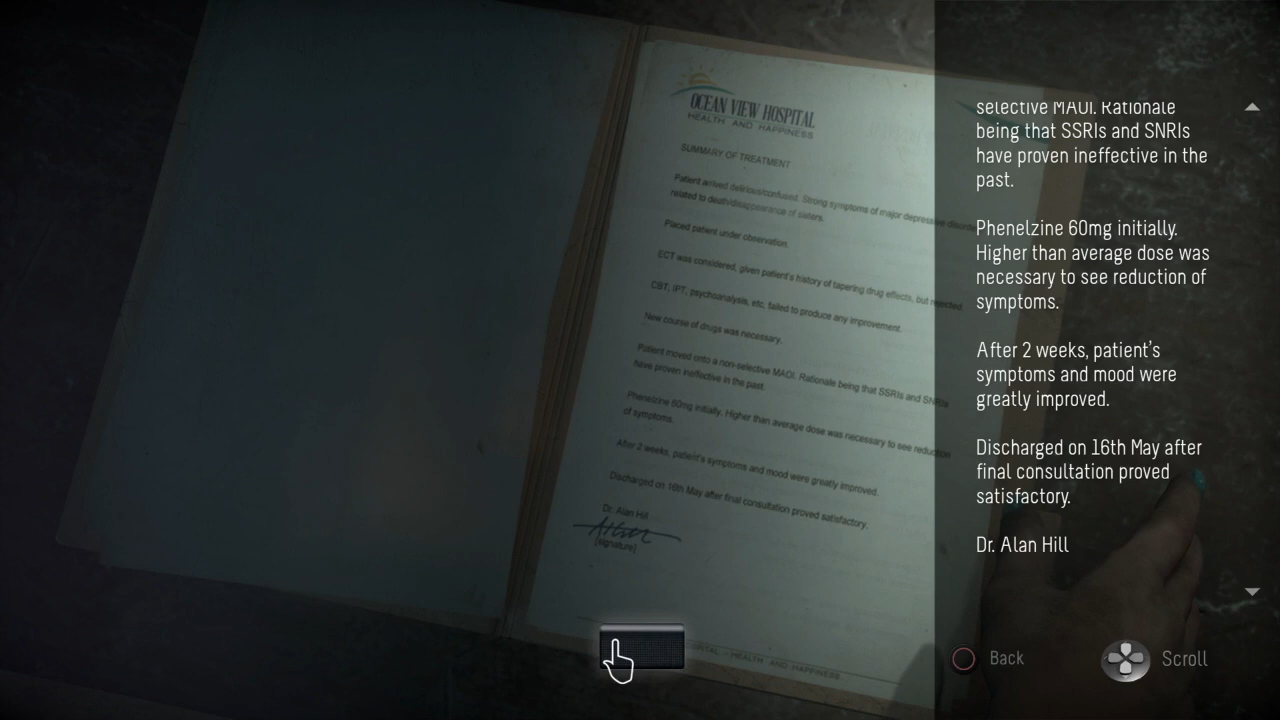 OCEAN VIEW HOSPITAL
HEALTH AND HAPPINESS
SUMMARY OF TREATMENT
Patient arrived delirious/confused. Strong symptoms of major depressive disorder
related to death/disappearance of sisters.
Placed patient under observation.
ECT was considered, given patient's history of tapering drug effects, but rejected.
CBT, IPT, psychoanalysis, etc. failed to produce any improvement.
New course of drugs was necessary.
Patient moved onto a non-selective MAOI. Rationale being that SSRIs and SNRIs
have proven ineffective in the past.
Phenelzine 60mg initially. Higher than average dose was necessary to see reduction
of symptoms.
After 2 weeks, patient's symptoms and mood were greatly improved.
Discharged on 16th May after final consultation proved satisfactory.
Dr. Alan Hill
[signature]
HEALTH AND HAPPINESS
selective MAOI. Rationale
being that SSRIs and SNRIs
have proven ineffective in the
past.
Phenelzine 60mg initially.
Higher than average dose was
necessary to see reduction of
symptoms.
After 2 weeks, patient's
symptoms and mood were
greatly improved.
Discharged on 16th May after
final consultation proved
satisfactory.
Dr. Alan Hill
Back
Scroll